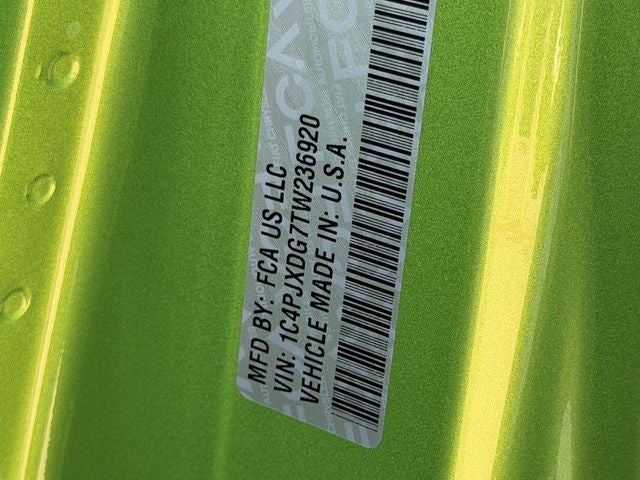 MFD BY: FCA US LLC
VIN: 1C4PJXDG7TW236920
VEHICLE MADE IN: U.S.A.